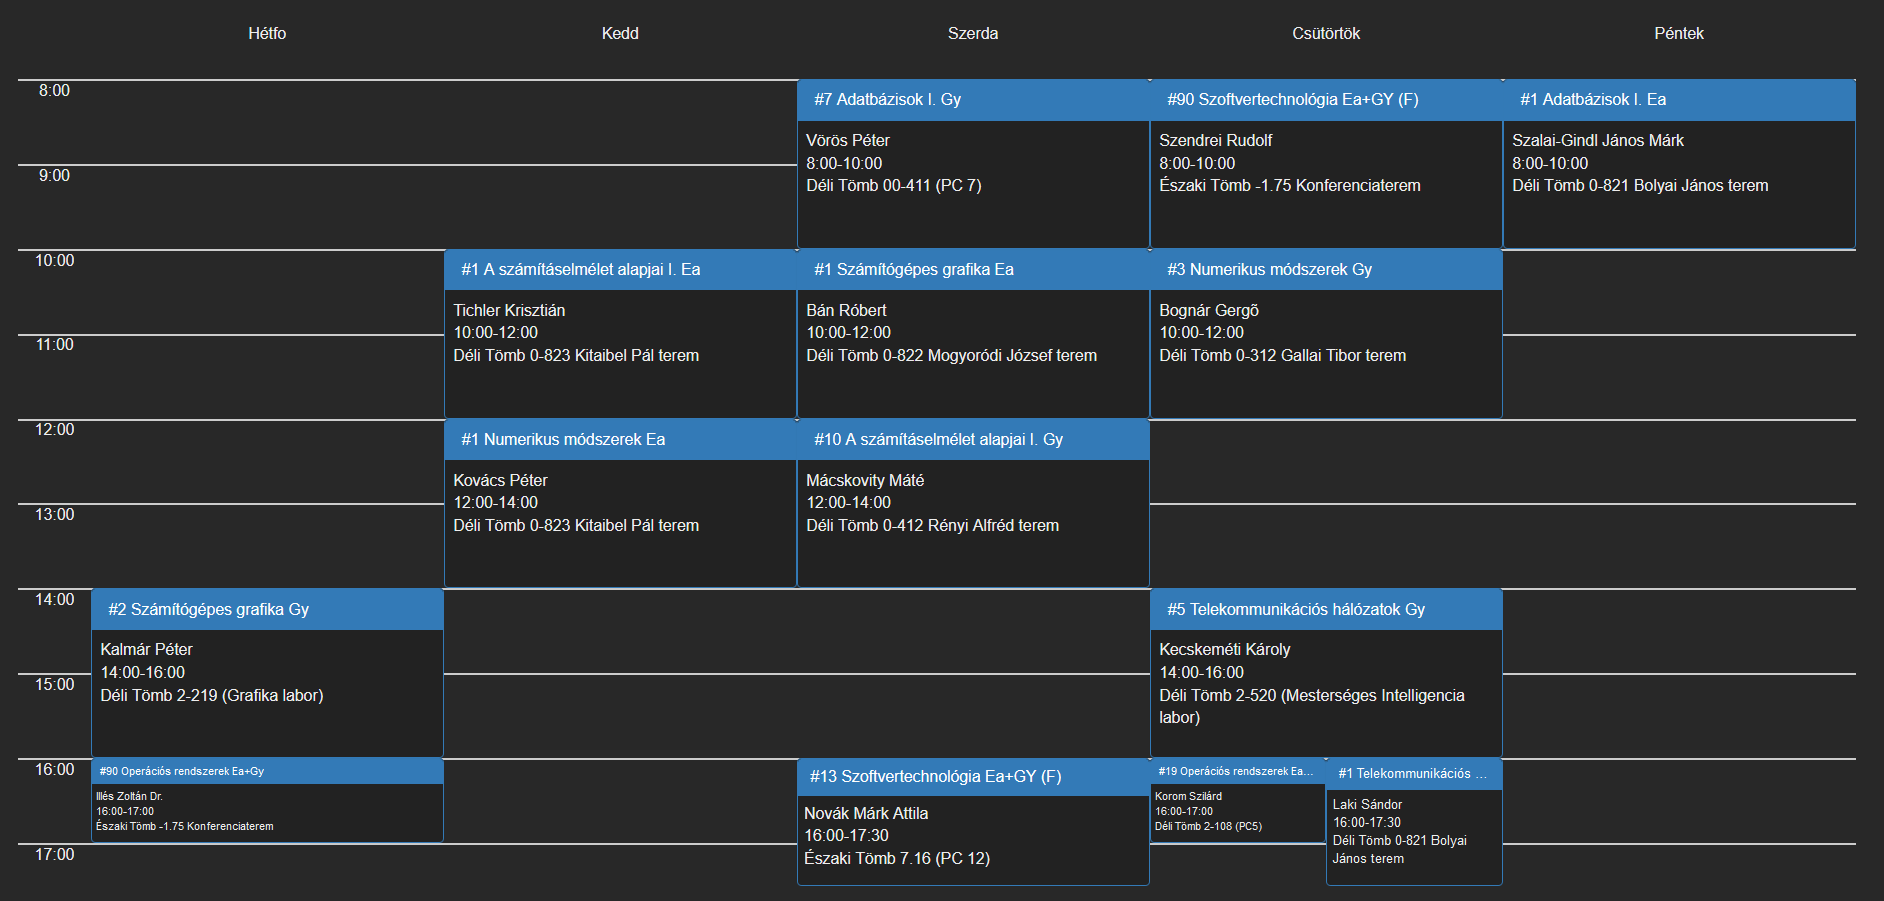 Hétfo
Kedd
Szerda
Csütörtök
Péntek
8:00
9:00
10:00
11:00
12:00
13:00
14:00
15:00
16:00
17:00
#2 Számítógépes grafika Gy
Kalmár Péter
14:00-16:00
Déli Tömb 2-219 (Grafika labor)
#90 Operációs rendszerek Ea+Gy
Illés Zoltán Dr.
16:00-17:00
Északi Tömb -1.75 Konferenciaterem
#1 A számításelmélet alapjai I. Ea
Tichler Krisztián
10:00-12:00
Déli Tömb 0-823 Kitaibel Pál terem
#1 Numerikus módszerek Ea
Kovács Péter
12:00-14:00
Déli Tömb 0-823 Kitaibel Pál terem
#7 Adatbázisok I. Gy
Vörös Péter
8:00-10:00
Déli Tömb 00-411 (PC 7)
#1 Számítógépes grafika Ea
Bán Róbert
10:00-12:00
Déli Tömb 0-822 Mogyoródi József terem
#10 A számításelmélet alapjai I. Gy
Mácskovity Máté
12:00-14:00
Déli Tömb 0-412 Rényi Alfréd terem
#13 Szoftvertechnológia Ea+GY (F)
Novák Márk Attila
16:00-17:30
Északi Tömb 7.16 (PC 12)
#90 Szoftvertechnológia Ea+GY (F)
Szendrei Rudolf
8:00-10:00
Északi Tömb -1.75 Konferenciaterem
#3 Numerikus módszerek Gy
Bognár Gergõ
10:00-12:00
Déli Tömb 0-312 Gallai Tibor terem
#5 Telekommunikációs hálózatok Gy
Kecskeméti Károly
14:00-16:00
Déli Tömb 2-520 (Mesterséges Intelligencia
labor)
#19 Operációs rendszerek Ea...
Korom Szilárd
16:00-17:00
Déli Tömb 2-108 (PC5)
#1 Telekommunikációs ...
Laki Sándor
16:00-17:30
Déli Tömb 0-821 Bolyai
János terem
#1 Adatbázisok I. Ea
Szalai-Gindl János Márk
8:00-10:00
Déli Tömb 0-821 Bolyai János terem